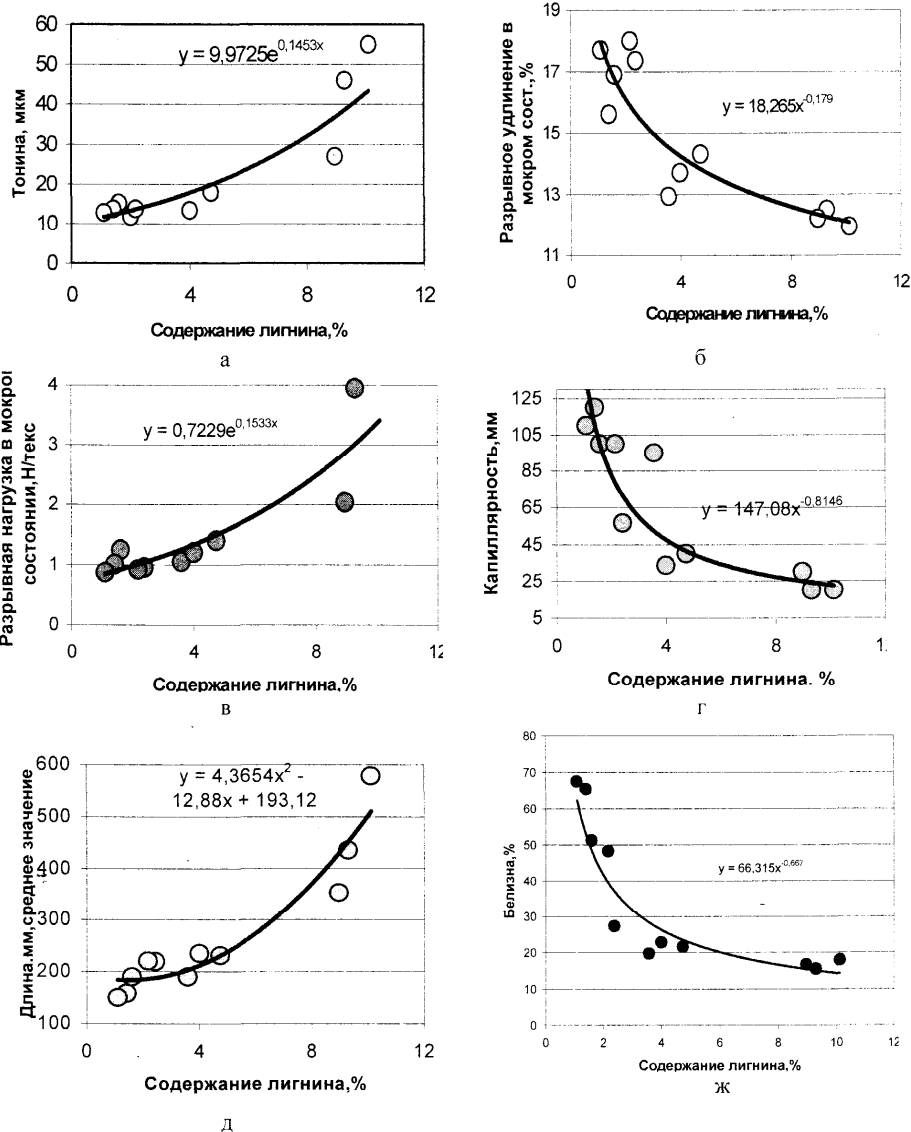 Тонина, мкм
60
50
40
30
20
10
0
y = 9,9725e^0,1453x
0 4 8 12
Содержание лигнина,%
а
Разрывное удлинение в
мокром сост.,%
19
17
15
13
11
y = 18,265x^-0,179
0 4 8 12
Содержание лигнина,%
б
Разрывная нагрузка в мокро
состоянии,Н/текс
4
3
2
1
0
y = 0,7229e^0,1533x
0 4 8 12
Содержание лигнина,%
в
Капиллярность,мм
125
105
85
65
45
25
5
y = 147,08x^-0,8146
0 4 8 1
Содержание лигнина. %
г
Длина.мм,среднее значение
600
500
400
300
200
100
y = 4,3654x^2 -
12,88x + 193,12
0 4 8 12
Содержание лигнина,%
д
Белизна,%
80
70
60
50
40
30
20
10
0
y = 66,315x^-0,667
0 2 4 6 8 10 12
Содержание лигнина,%
ж